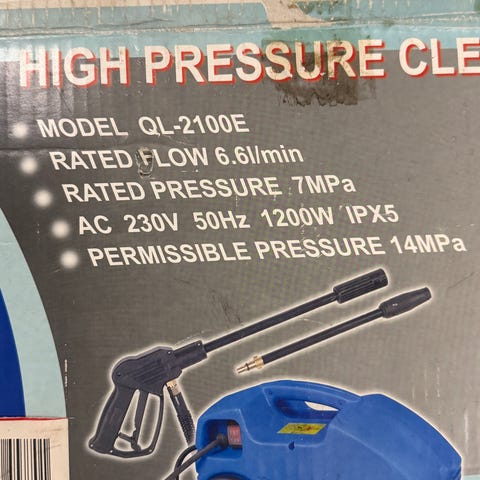 HIGH PRESSURE CLE
MODEL QL-2100E
RATED FLOW 6.6l/min
RATED PRESSURE 7MPa
AC 230V 50Hz 1200W IPX5
PERMISSIBLE PRESSURE 14MPa